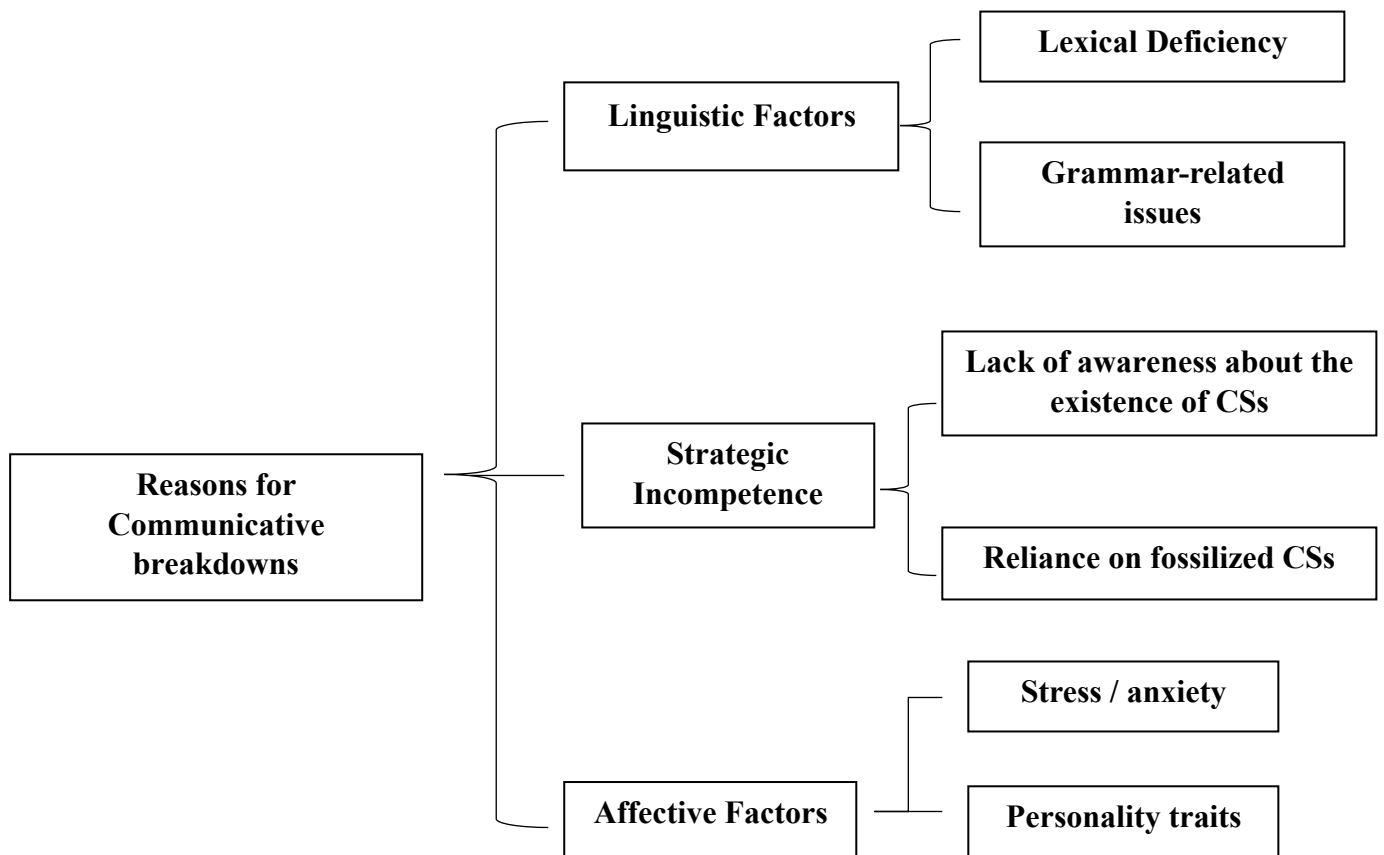 Reasons for
Communicative
breakdowns
Linguistic Factors
Lexical Deficiency
Grammar-related
issues
Strategic
Incompetence
Lack of awareness about the
existence of CSs
Reliance on fossilized CSs
Affective Factors
Stress / anxiety
Personality traits